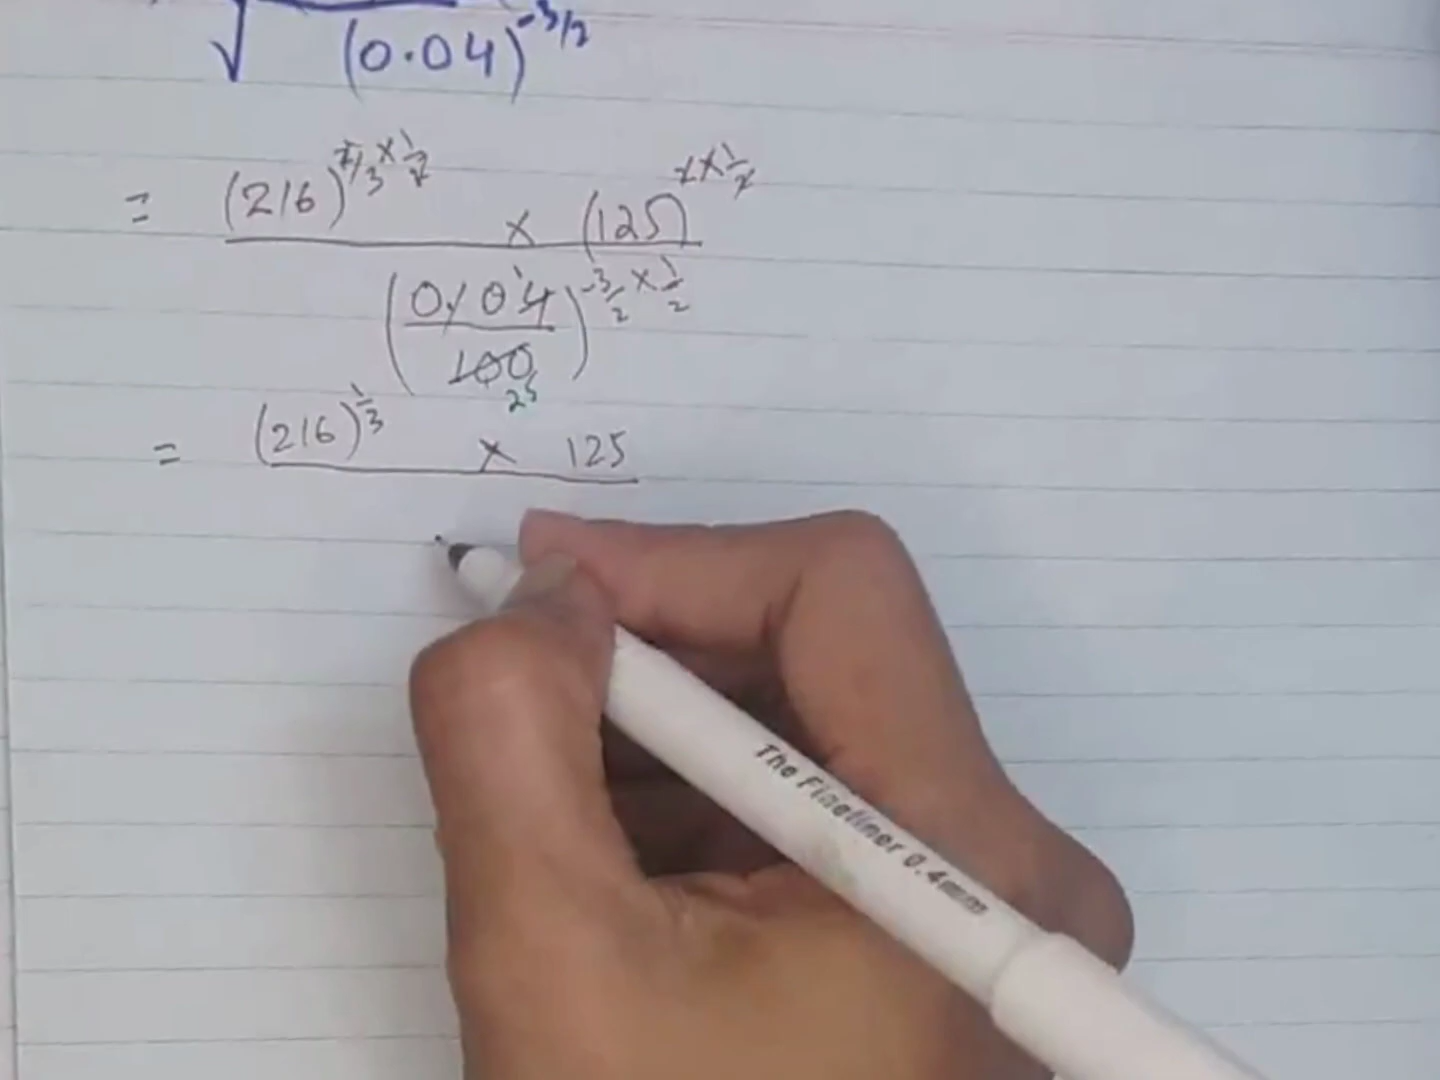 √ (0.04)^-3/2
= (216)^2/3 × 1/2 × (125)^2 × 1/2
(0.04 1 / 100 25)^-3/2 × 1/2
= (216)^1/3 × 125
The Fineliner 0.4mm